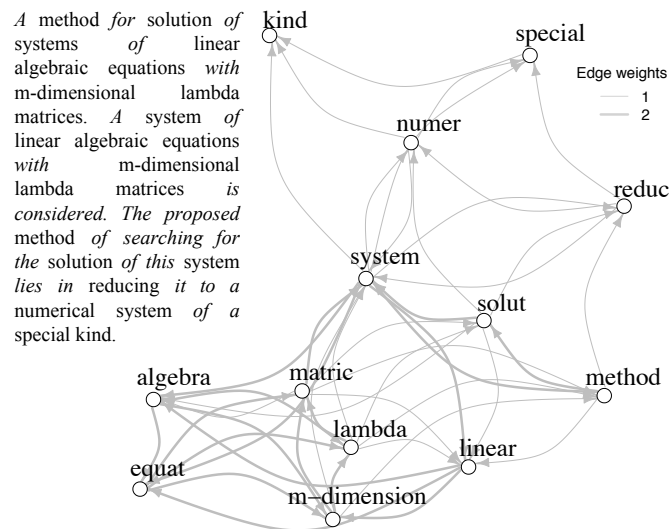 A method for solution of
systems of linear
algebraic equations with
m-dimensional lambda
matrices. A system of
linear algebraic equations
with m-dimensional
lambda matrices is
considered. The proposed
method of searching for
the solution of this system
lies in reducing it to a
numerical system of a
special kind.
kind
special
Edge weights
1
2
numer
reduc
system
solut
algebra
matric
method
lambda
linear
equat
m−dimension